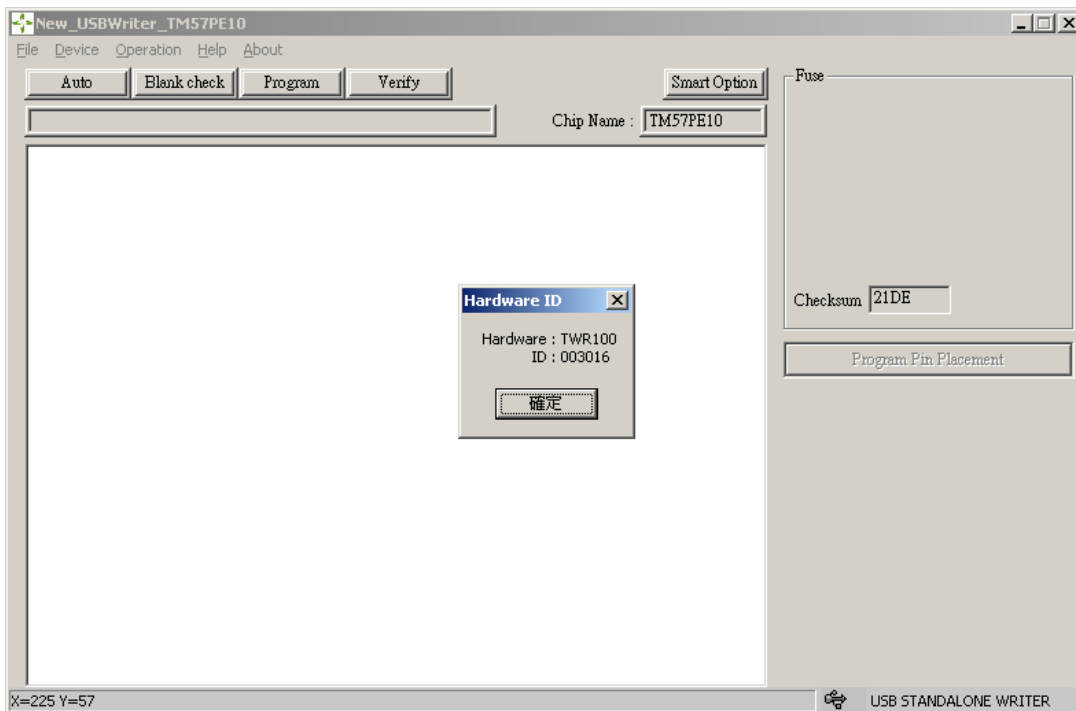 New_USBWriter_TM57PE10
File Device Operation Help About
Auto Blank check Program Verify Smart Option
Chip Name : TM57PE10
Fuse
Checksum 21DE
Program Pin Placement
Hardware ID
Hardware : TWR100
ID : 003016
確定
X=225 Y=57
USB STANDALONE WRITER